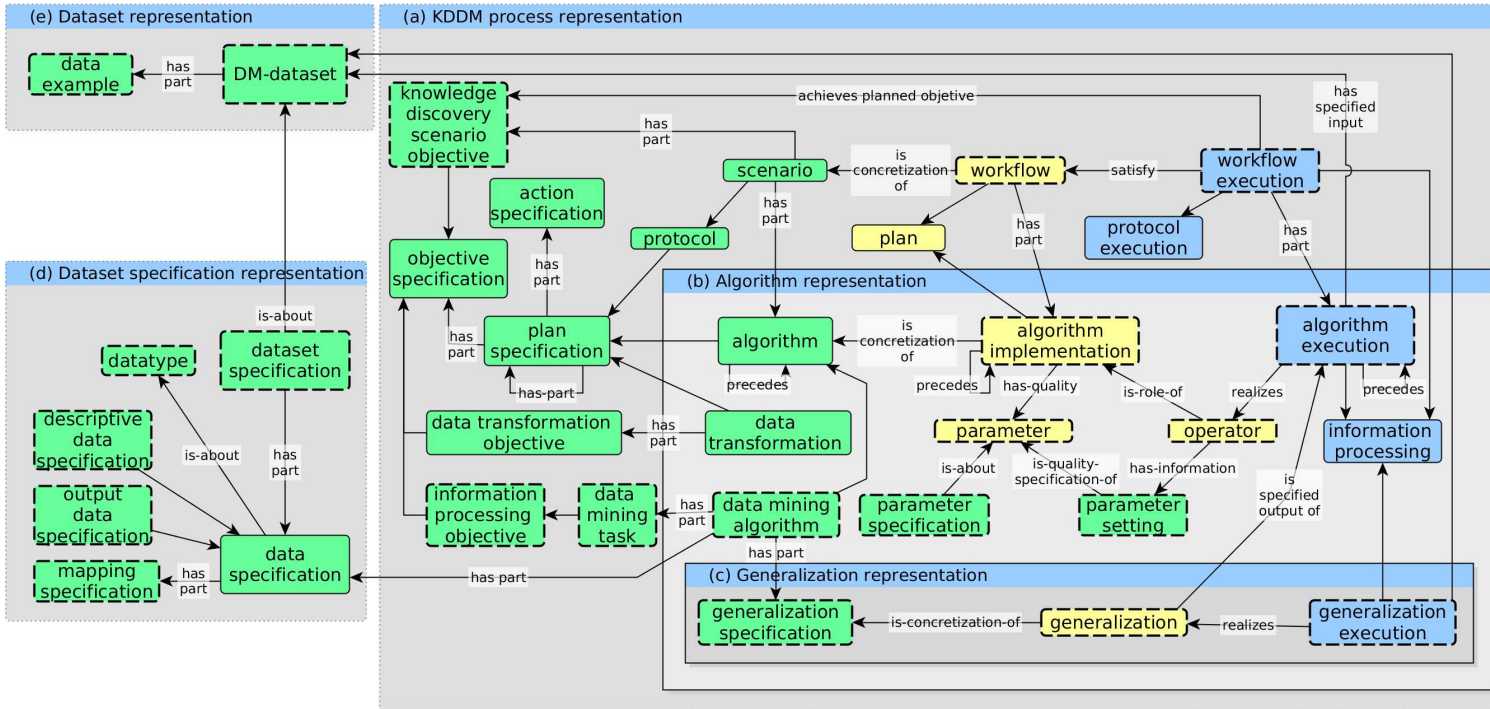 (e) Dataset representation
(a) KDDM process representation
data
example
has
part
DM-dataset
knowledge
discovery
scenario
objective
achieves planned objetive
has
specified
input
has
part
scenario
is
concretization
of
workflow
satisfy
workflow
execution
action
specification
has
part
has
part
has
part
protocol
plan
protocol
execution
objective
specification
has
part
(d) Dataset specification representation
(b) Algorithm representation
is-about
has
part
plan
specification
has-part
algorithm
precedes
is
concretization
of
algorithm
implementation
precedes
has-quality
algorithm
execution
precedes
is-role-of
realizes
datatype
dataset
specification
descriptive
data
specification
is-about
has
part
data transformation
objective
has
part
data
transformation
parameter
operator
information
processing
is-about
is-quality-
specification-of
has-information
is
specified
output of
output
data
specification
information
processing
objective
data
mining
task
has
part
data mining
algorithm
parameter
specification
parameter
setting
has part
data
specification
has
part
mapping
specification
has part
(c) Generalization representation
generalization
specification
is-concretization-of
generalization
realizes
generalization
execution